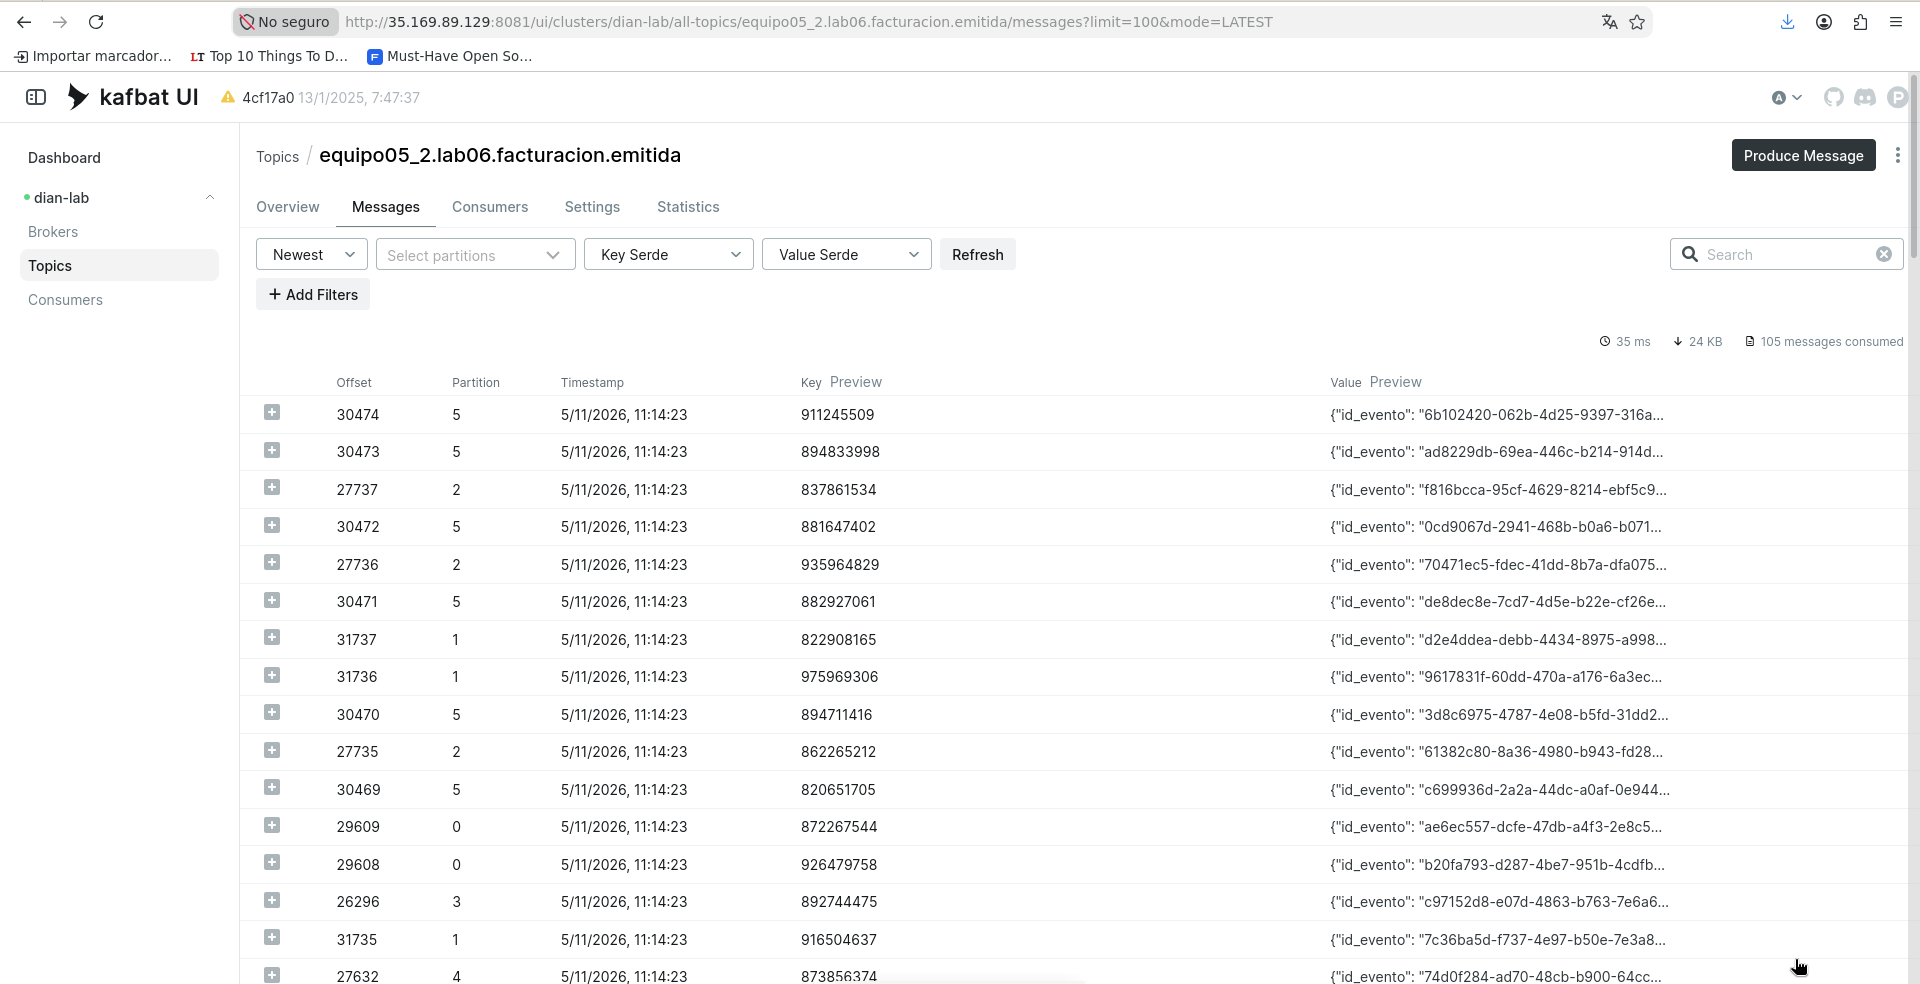 No seguro http://35.169.89.129:8081/ui/clusters/dian-lab/all-topics/equipo05_2.lab06.facturacion.emitida/messages?limit=100&mode=LATEST
Importar marcador... LT Top 10 Things To D... F Must-Have Open So...
kafbat UI 4cf17a0 13/1/2025, 7:47:37 A P
Dashboard
dian-lab
Brokers
Topics
Consumers
Topics / equipo05_2.lab06.facturacion.emitida Produce Message
Overview Messages Consumers Settings Statistics
Newest Select partitions Key Serde Value Serde Refresh Search
+ Add Filters
35 ms 24 KB 105 messages consumed
Offset Partition Timestamp Key Preview Value Preview
30474 5 5/11/2026, 11:14:23 911245509 {"id_evento": "6b102420-062b-4d25-9397-316a...
30473 5 5/11/2026, 11:14:23 894833998 {"id_evento": "ad8229db-69ea-446c-b214-914d...
27737 2 5/11/2026, 11:14:23 837861534 {"id_evento": "f816bcca-95cf-4629-8214-ebf5c9...
30472 5 5/11/2026, 11:14:23 881647402 {"id_evento": "0cd9067d-2941-468b-b0a6-b071...
27736 2 5/11/2026, 11:14:23 935964829 {"id_evento": "70471ec5-fdec-41dd-8b7a-dfa075...
30471 5 5/11/2026, 11:14:23 882927061 {"id_evento": "de8dec8e-7cd7-4d5e-b22e-cf26e...
31737 1 5/11/2026, 11:14:23 822908165 {"id_evento": "d2e4ddea-debb-4434-8975-a998...
31736 1 5/11/2026, 11:14:23 975969306 {"id_evento": "9617831f-60dd-470a-a176-6a3ec...
30470 5 5/11/2026, 11:14:23 894711416 {"id_evento": "3d8c6975-4787-4e08-b5fd-31dd2...
27735 2 5/11/2026, 11:14:23 862265212 {"id_evento": "61382c80-8a36-4980-b943-fd28...
30469 5 5/11/2026, 11:14:23 820651705 {"id_evento": "c699936d-2a2a-44dc-a0af-0e944...
29609 0 5/11/2026, 11:14:23 872267544 {"id_evento": "ae6ec557-dcfe-47db-a4f3-2e8c5...
29608 0 5/11/2026, 11:14:23 926479758 {"id_evento": "b20fa793-d287-4be7-951b-4cdfb...
26296 3 5/11/2026, 11:14:23 892744475 {"id_evento": "c97152d8-e07d-4863-b763-7e6a6...
31735 1 5/11/2026, 11:14:23 916504637 {"id_evento": "7c36ba5d-f737-4e97-b50e-7e3a8...
27632 4 5/11/2026, 11:14:23 873856374 {"id_evento": "74d0f284-ad70-48cb-b900-64cc...